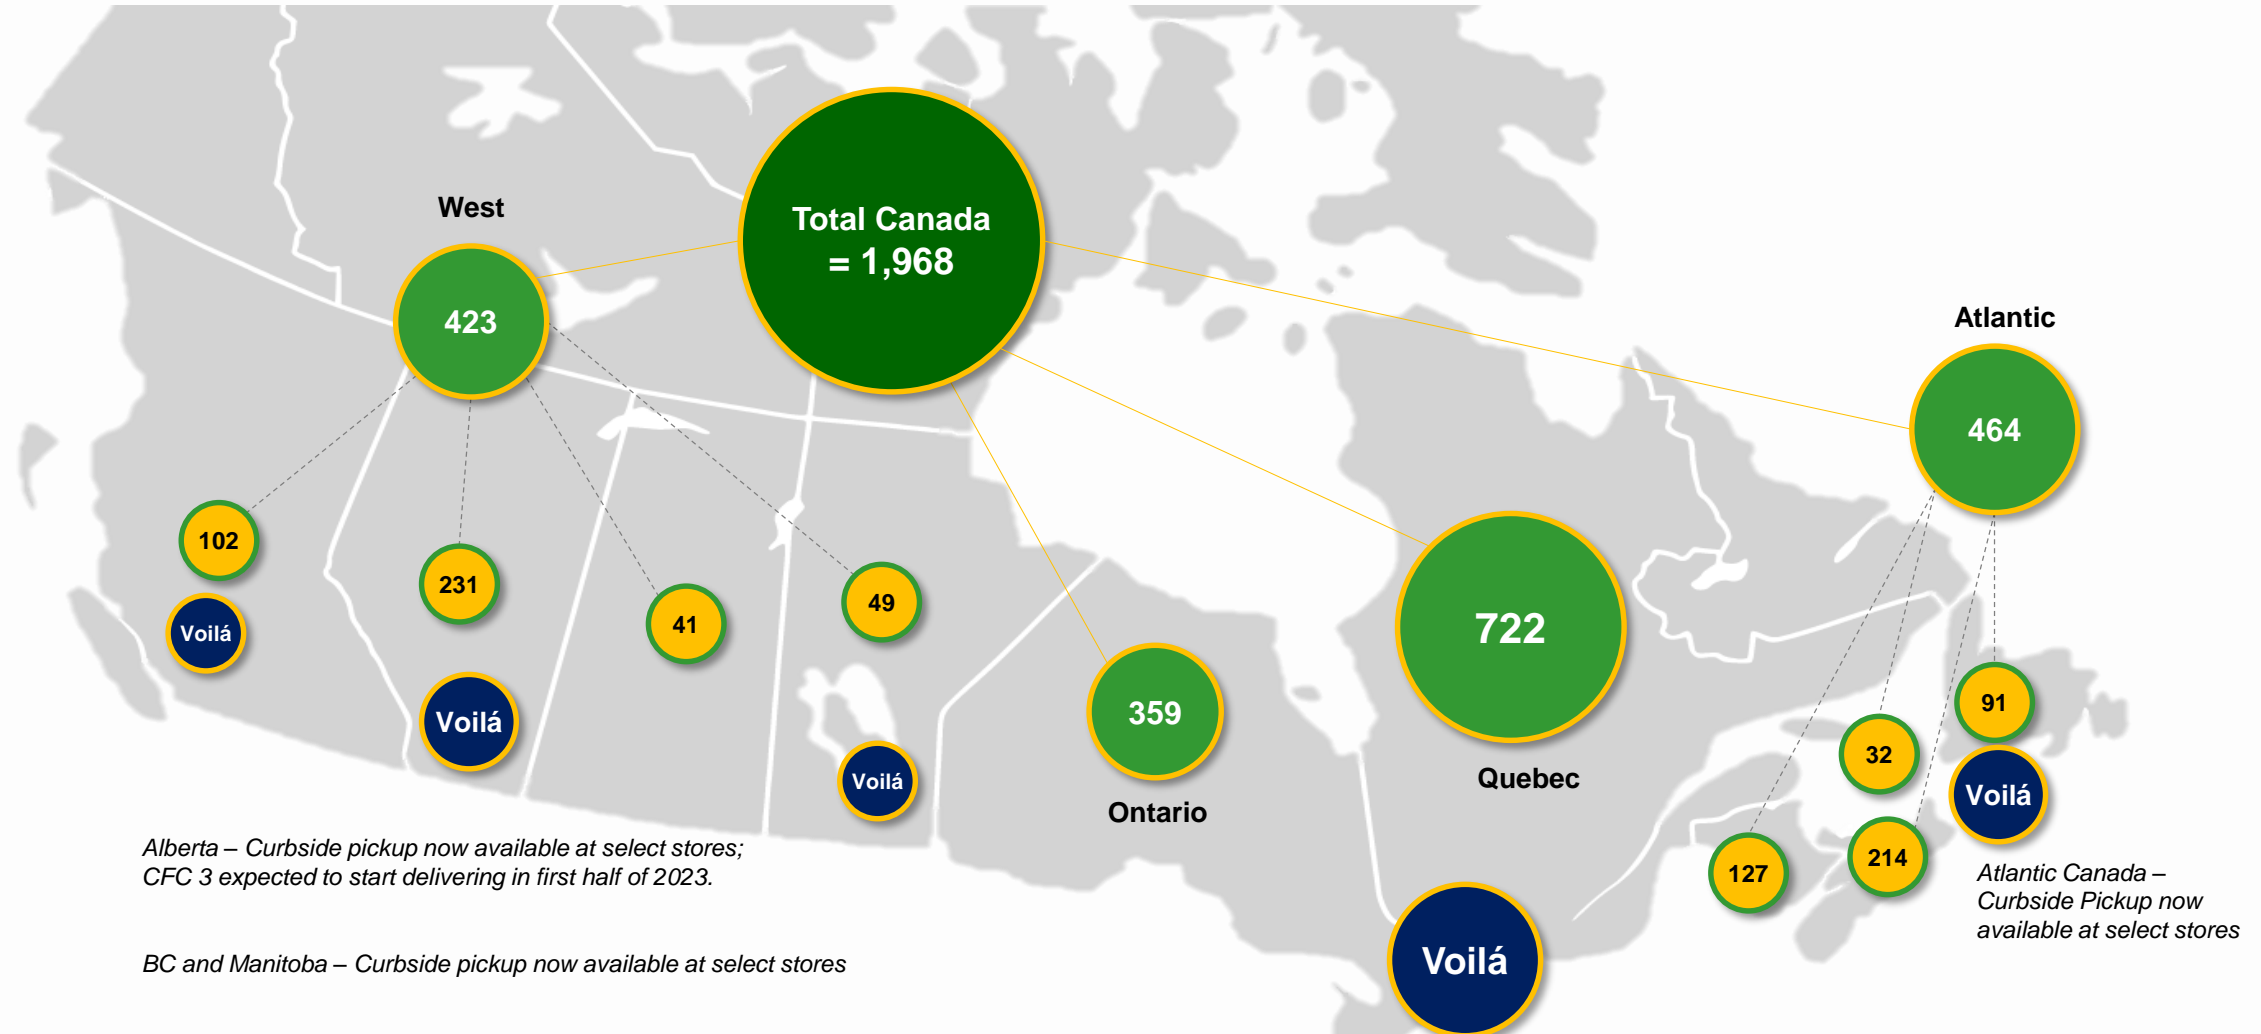 West
Total Canada
= 1,968
423
Atlantic
464
102
231
41
49
Voilá
Voilá
Voilá
359
Ontario
722
Quebec
91
32
Voilá
127
214
Voilá
Alberta – Curbside pickup now available at select stores;
CFC 3 expected to start delivering in first half of 2023.
BC and Manitoba – Curbside pickup now available at select stores
Atlantic Canada –
Curbside Pickup now
available at select stores